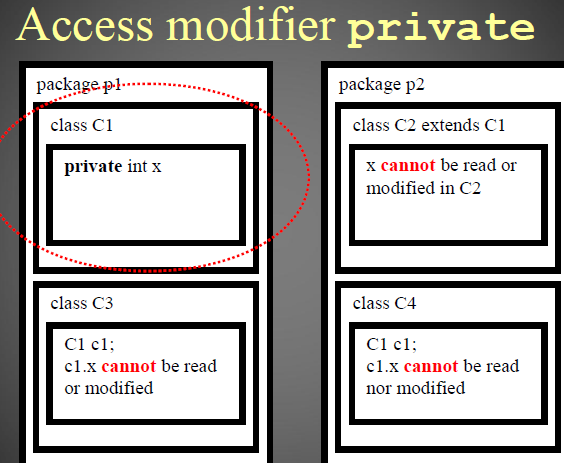 Access modifier private
package p1
class C1
private int x
class C3
C1 c1;
c1.x cannot be read
or modified
package p2
class C2 extends C1
x cannot be read or
modified in C2
class C4
C1 c1;
c1.x cannot be read
nor modified